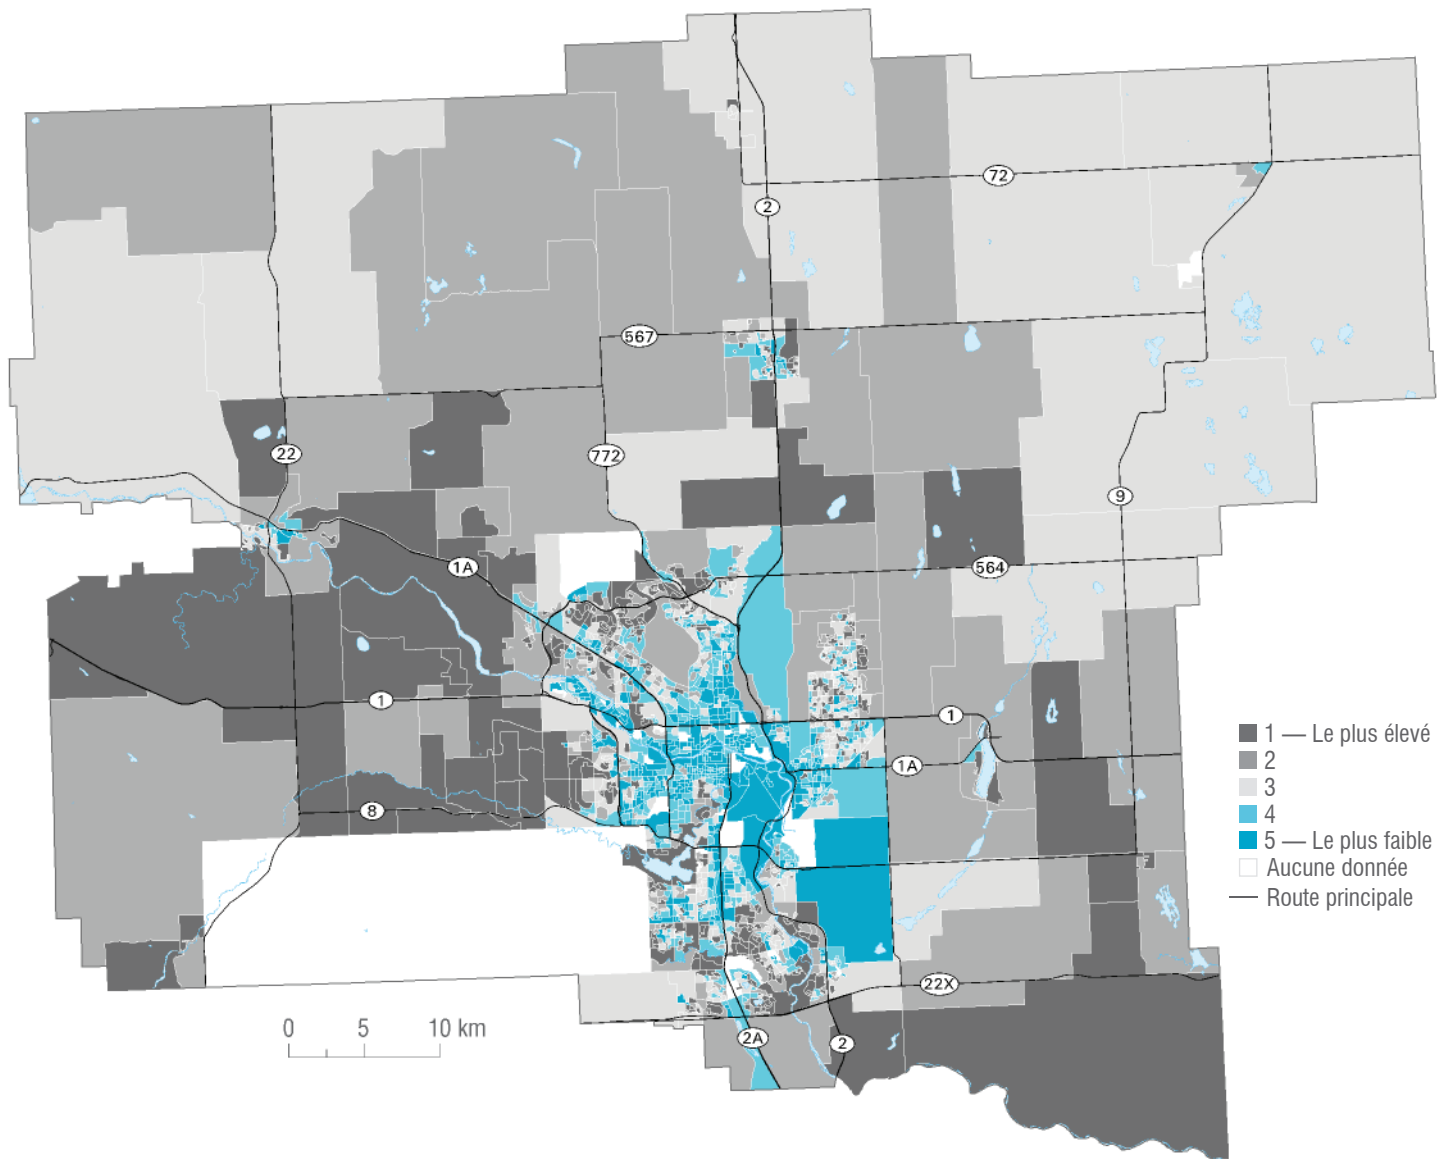 72
2
567
22
772
9
1A
564
1
1
1A
8
22X
2A
2
1 — Le plus élevé
2
3
4
5 — Le plus faible
Aucune donnée
Route principale
0 5 10 km